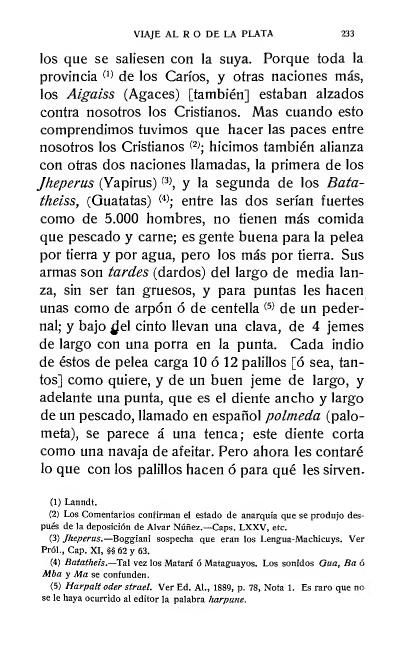 VIAJE AL R O DE LA PLATA 233
los que se saliesen con la suya. Porque toda la
provincia (1) de los Caríos, y otras naciones más,
los Aigaiss (Agaces) [también] estaban alzados
contra nosotros los Cristianos. Mas cuando esto
comprendimos tuvimos que hacer las paces entre
nosotros los Cristianos (2); hicimos también alianza
con otras dos naciones llamadas, la primera de los
Jheperus (Yapirus) (3), y la segunda de los Bata-
theiss, (Guatatas) (4); entre las dos serían fuertes
como de 5.000 hombres, no tienen más comida
que pescado y carne; es gente buena para la pelea
por tierra y por agua, pero los más por tierra. Sus
armas son tardes (dardos) del largo de media lan-
za, sin ser tan gruesos, y para puntas les hacen
unas como de arpón ó de centella (5) de un peder-
nal; y bajo del cinto llevan una clava, de 4 jemes
de largo con una porra en la punta. Cada indio
de éstos de pelea carga 10 ó 12 palillos [ó sea, tan-
tos] como quiere, y de un buen jeme de largo, y
adelante una punta, que es el diente ancho y largo
de un pescado, llamado en español polmeda (palo-
meta), se parece á una tenca; este diente corta
como una navaja de afeitar. Pero ahora les contaré
lo que con los palillos hacen ó para qué les sirven.
(1) Lanndt.
(2) Los Comentarios confirman el estado de anarquía que se produjo des-
pués de la deposición de Alvar Núñez.—Caps. LXXV, etc.
(3) Jheperus.—Boggiani sospecha que eran los Lengua-Machicuys. Ver
Pról., Cap. XI, §§ 62 y 63.
(4) Batatheis.—Tal vez los Matará ó Mataguayos. Los sonidos Gua, Ba ó
Mba y Ma se confunden.
(5) Harpalt oder strael. Ver Ed. Al., 1889, p. 78, Nota 1. Es raro que no
se le haya ocurrido al editor la palabra harpune.